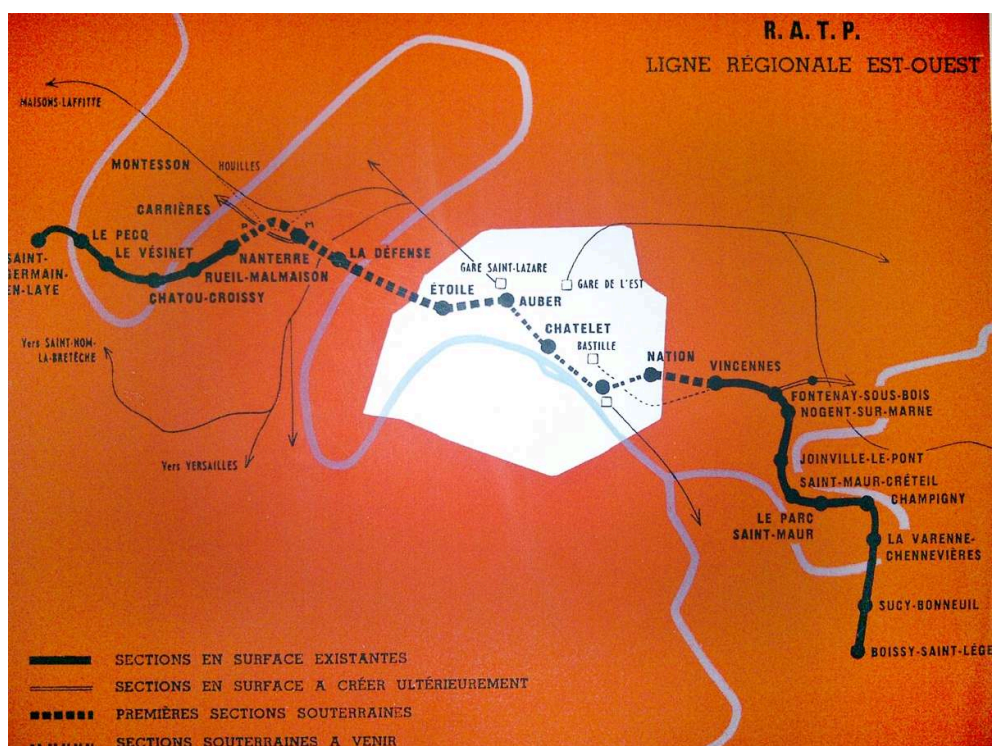 R. A. T. P.
LIGNE RÉGIONALE EST-OUEST
MAISONS-LAFFITTE
MONTESSON
HOUILLES
CARRIÈRES
LE PECQ
LE VÉSINET
NANTERRE
LA DÉFENSE
SAINT-
GERMAIN-
EN-LAYE
RUEIL-MALMAISON
CHATOU-CROISSY
GARE SAINT-LAZARE
GARE DE L'EST
ÉTOILE
AUBER
CHATELET
BASTILLE
NATION
VINCENNES
Vers SAINT-NOM-
LA-BRETÈCHE
Vers VERSAILLES
FONTENAY-SOUS-BOIS
NOGENT-SUR-MARNE
JOINVILLE-LE-PONT
SAINT-MAUR-CRÉTEIL
CHAMPIGNY
LE PARC
SAINT-MAUR
LA VARENNE-
CHENNEVIÈRES
SUCY-BONNEUIL
BOISSY-SAINT-LÉGE
SECTIONS EN SURFACE EXISTANTES
SECTIONS EN SURFACE A CRÉER ULTÉRIEUREMENT
PREMIÈRES SECTIONS SOUTERRAINES
SECTIONS SOUTERRAINES A VENIR